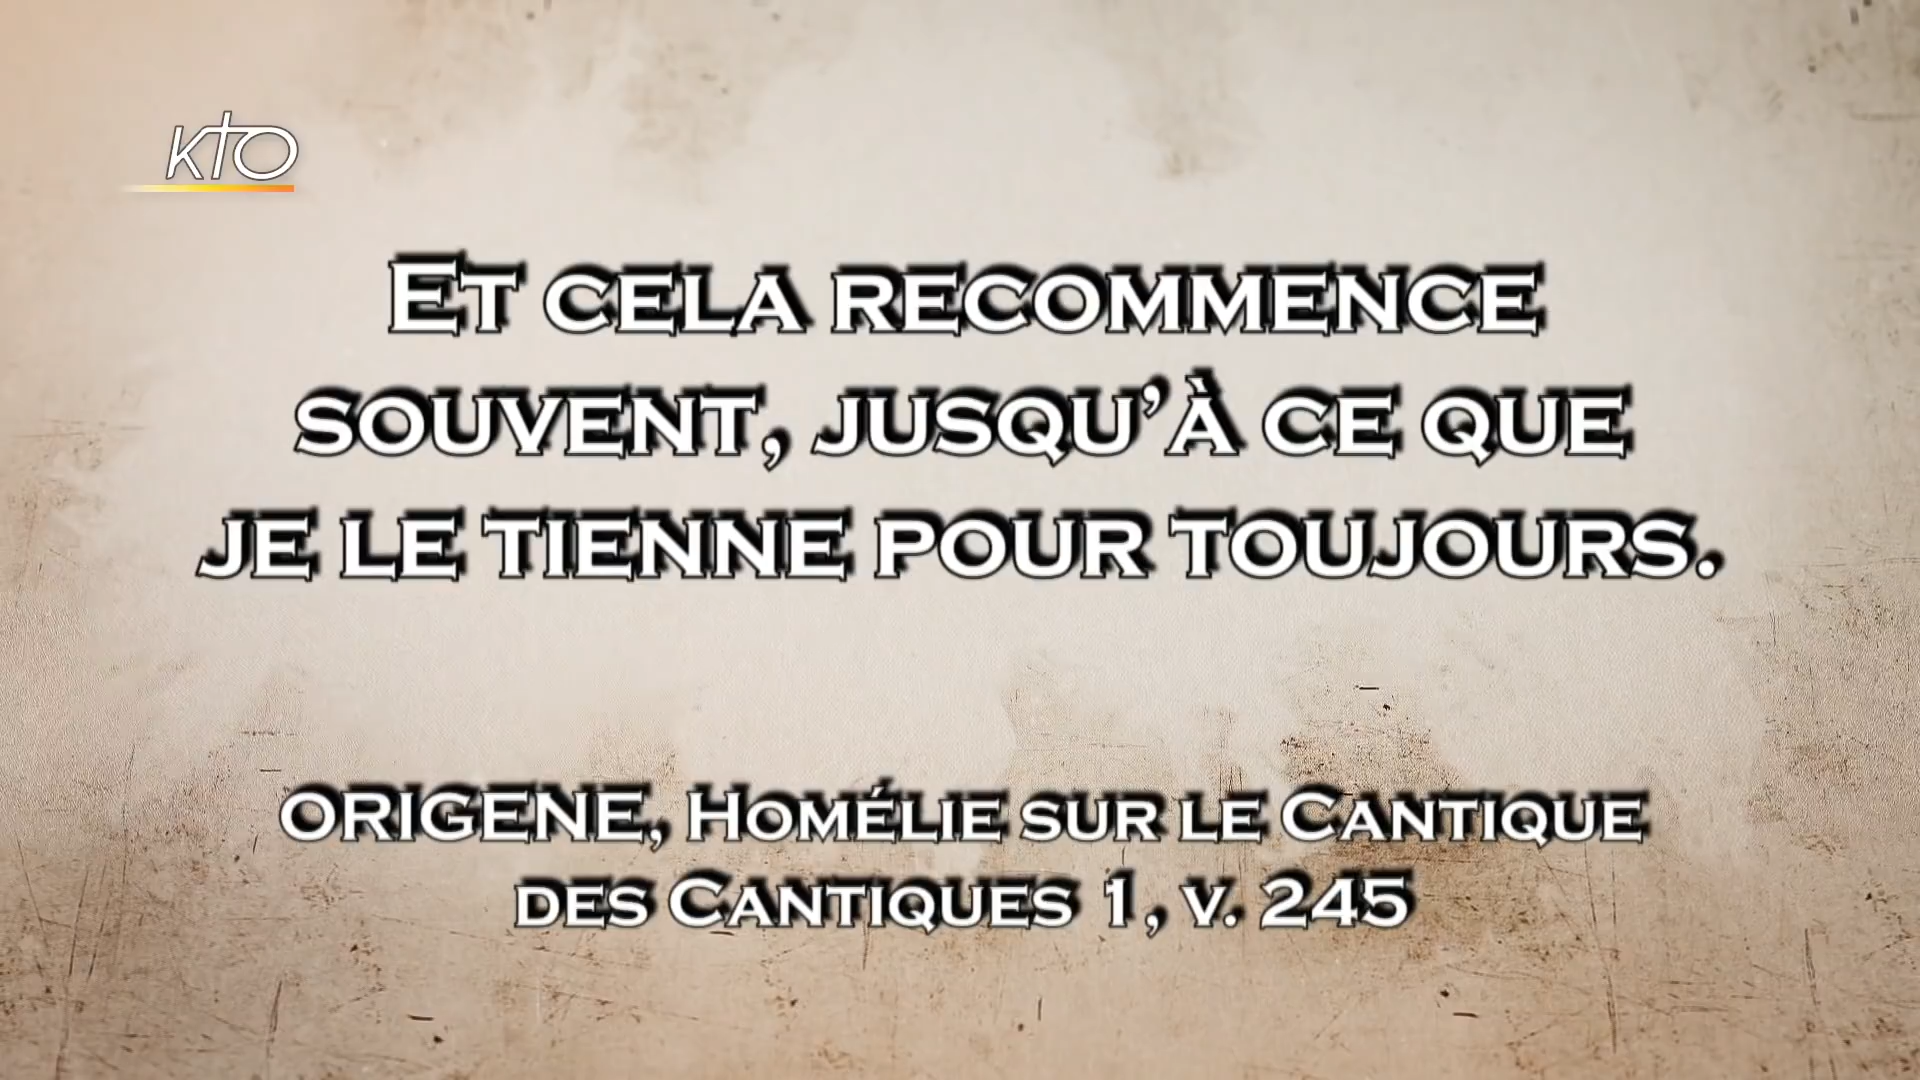 KTO
Et cela recommence
souvent, jusqu’à ce que
je le tienne pour toujours.
ORIGENE, Homélie sur le Cantique
des Cantiques 1, v. 245